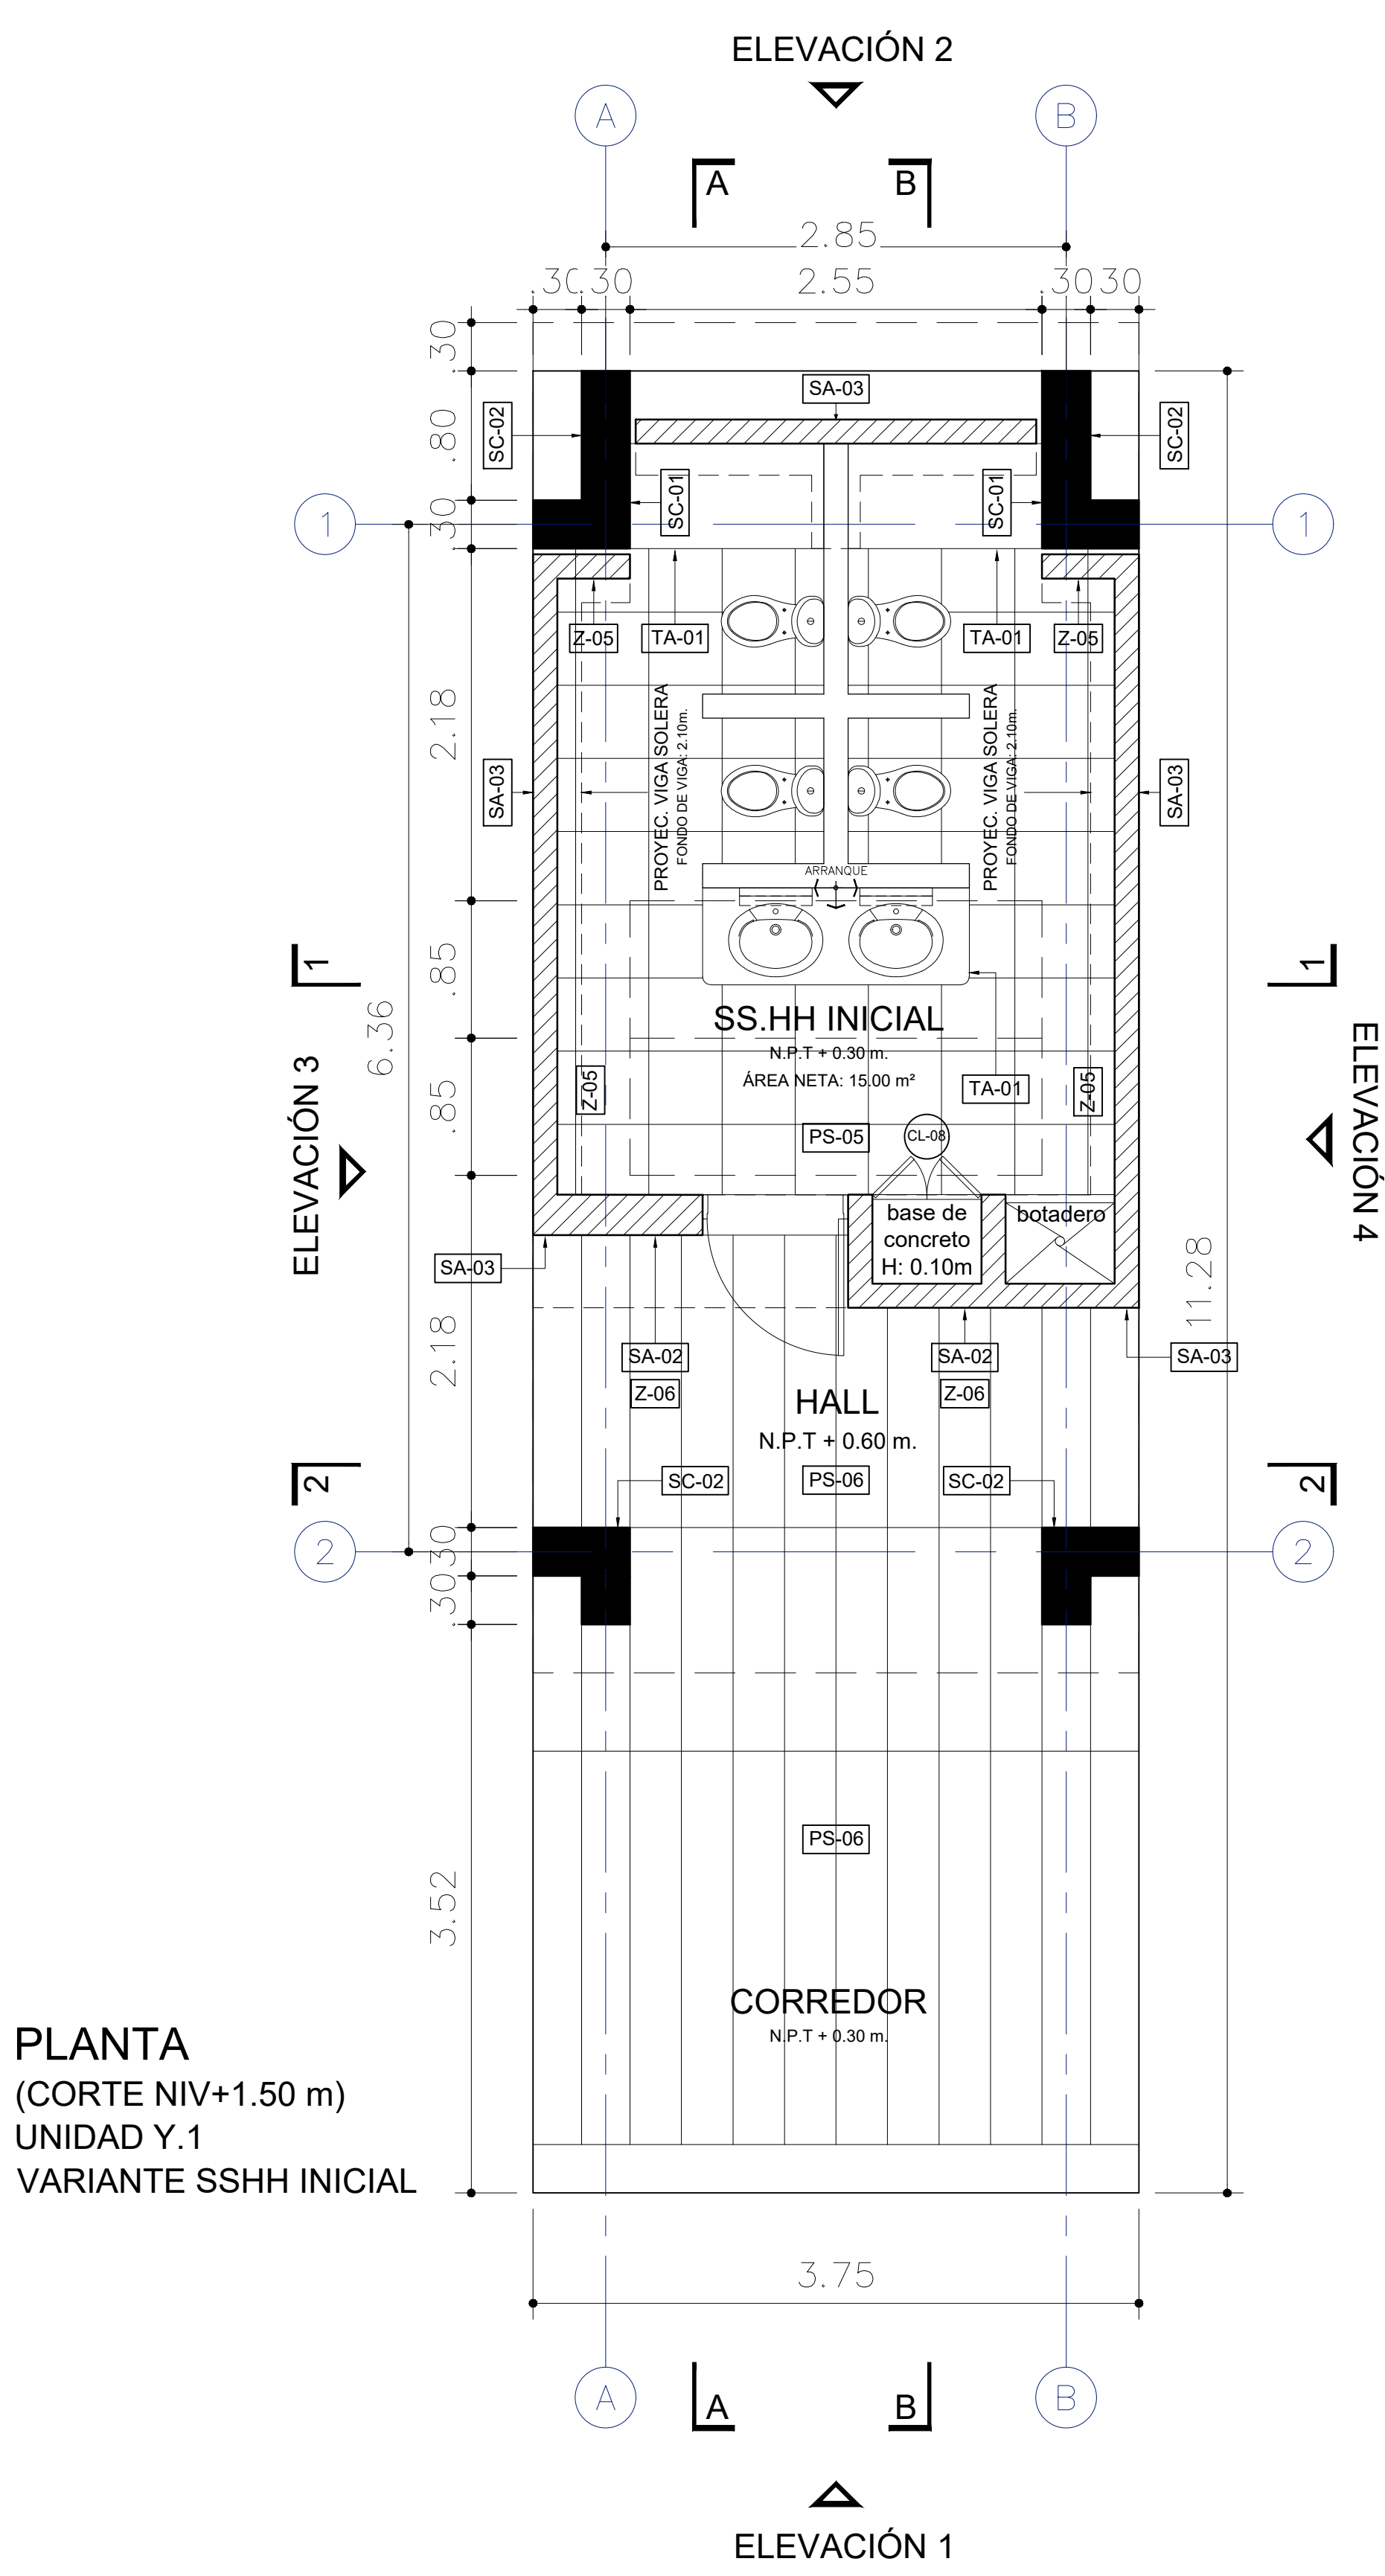 ELEVACIÓN 2
A
B
A
B
2.85
.30
.30
2.55
.30
.30
.30
SA-03
SC-02
SC-02
.80
SC-01
SC-01
1
.30
1
Z-05
TA-01
TA-01
Z-05
2.18
PROYEC. VIGA SOLERA
FONDO DE VIGA: 2.10m.
PROYEC. VIGA SOLERA
FONDO DE VIGA: 2.10m.
SA-03
SA-03
ARRANQUE
1
.85
1
6.36
SS.HH INICIAL
N.P.T + 0.30 m.
ÁREA NETA: 15.00 m²
TA-01
Z-05
Z-05
.85
ELEVACIÓN 3
ELEVACIÓN 4
PS-05
CL-08
base de
concreto
H: 0.10m
botadero
SA-03
11.28
2.18
SA-02
Z-06
SA-02
Z-06
SA-03
HALL
N.P.T + 0.60 m.
2
SC-02
PS-06
SC-02
2
2
.30
2
.30
PS-06
3.52
CORREDOR
N.P.T + 0.30 m.
PLANTA
(CORTE NIV+1.50 m)
UNIDAD Y.1
VARIANTE SSHH INICIAL
3.75
A
B
A
B
ELEVACIÓN 1